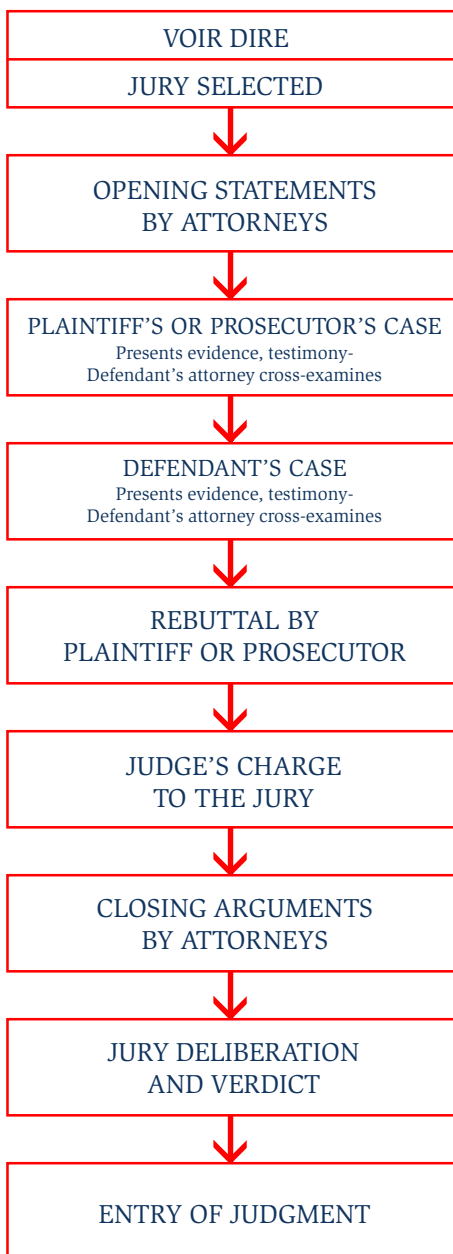 VOIR DIRE
JURY SELECTED
OPENING STATEMENTS
BY ATTORNEYS
PLAINTIFF’S OR PROSECUTOR’S CASE
Presents evidence, testimony-
Defendant’s attorney cross-examines
DEFENDANT’S CASE
Presents evidence, testimony-
Defendant’s attorney cross-examines
REBUTTAL BY
PLAINTIFF OR PROSECUTOR
JUDGE’S CHARGE
TO THE JURY
CLOSING ARGUMENTS
BY ATTORNEYS
JURY DELIBERATION
AND VERDICT
ENTRY OF JUDGMENT